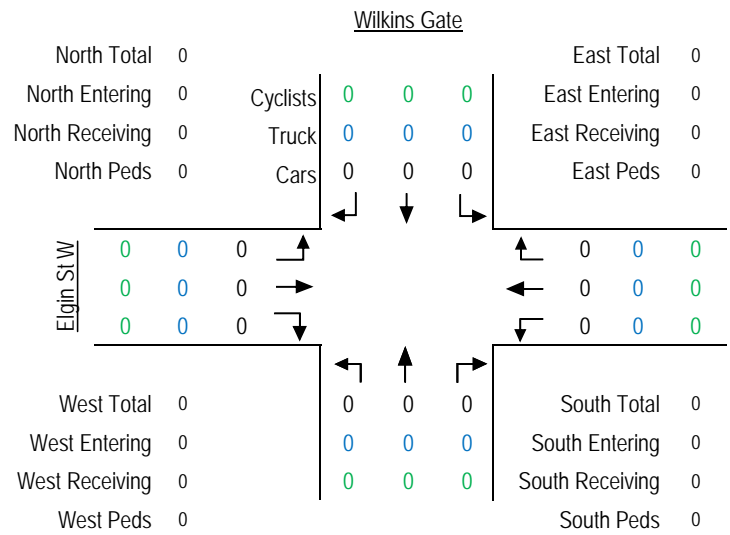 Wilkins Gate
North Total 0 East Total 0
North Entering 0 Cyclists 0 0 0 East Entering 0
North Receiving 0 Truck 0 0 0 East Receiving 0
North Peds 0 Cars 0 0 0 East Peds 0
Elgin St W
0 0 0 0 0 0
0 0 0 0 0 0
0 0 0 0 0 0
West Total 0 0 0 0 South Total 0
West Entering 0 0 0 0 South Entering 0
West Receiving 0 0 0 0 South Receiving 0
West Peds 0 South Peds 0